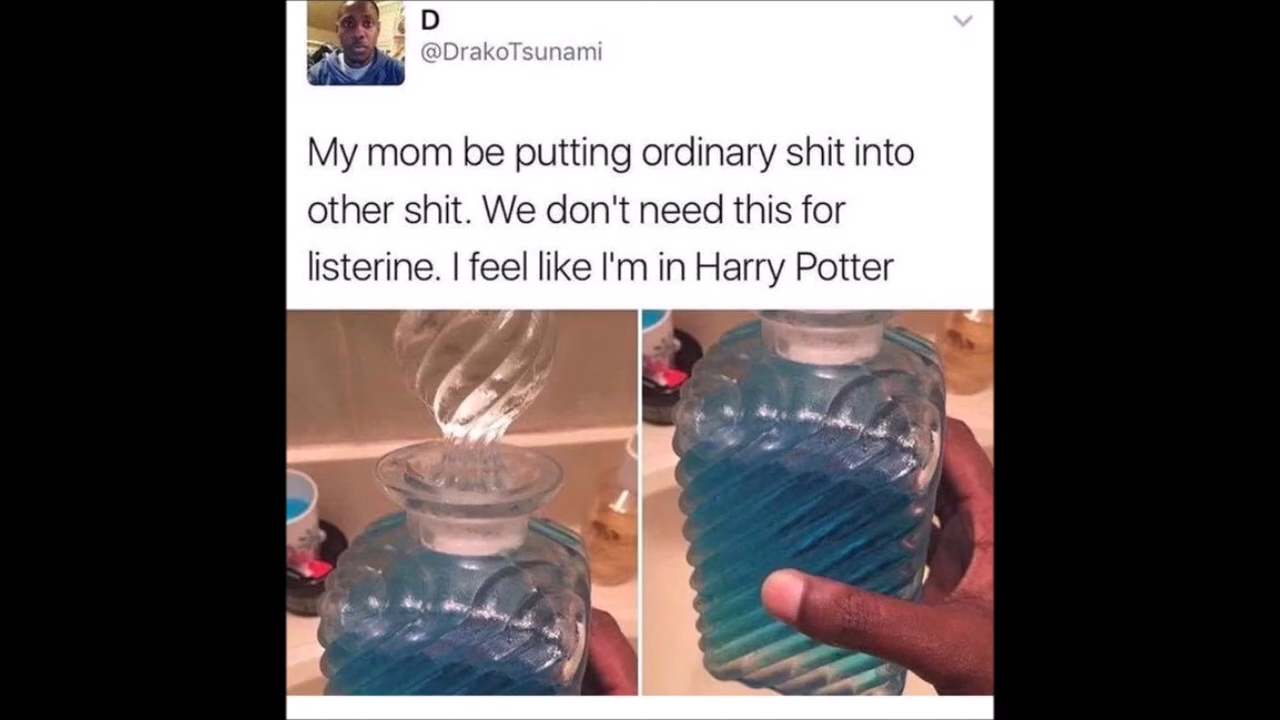 D
@DrakoTsunami
My mom be putting ordinary shit into
other shit. We don't need this for
listerine. I feel like I'm in Harry Potter